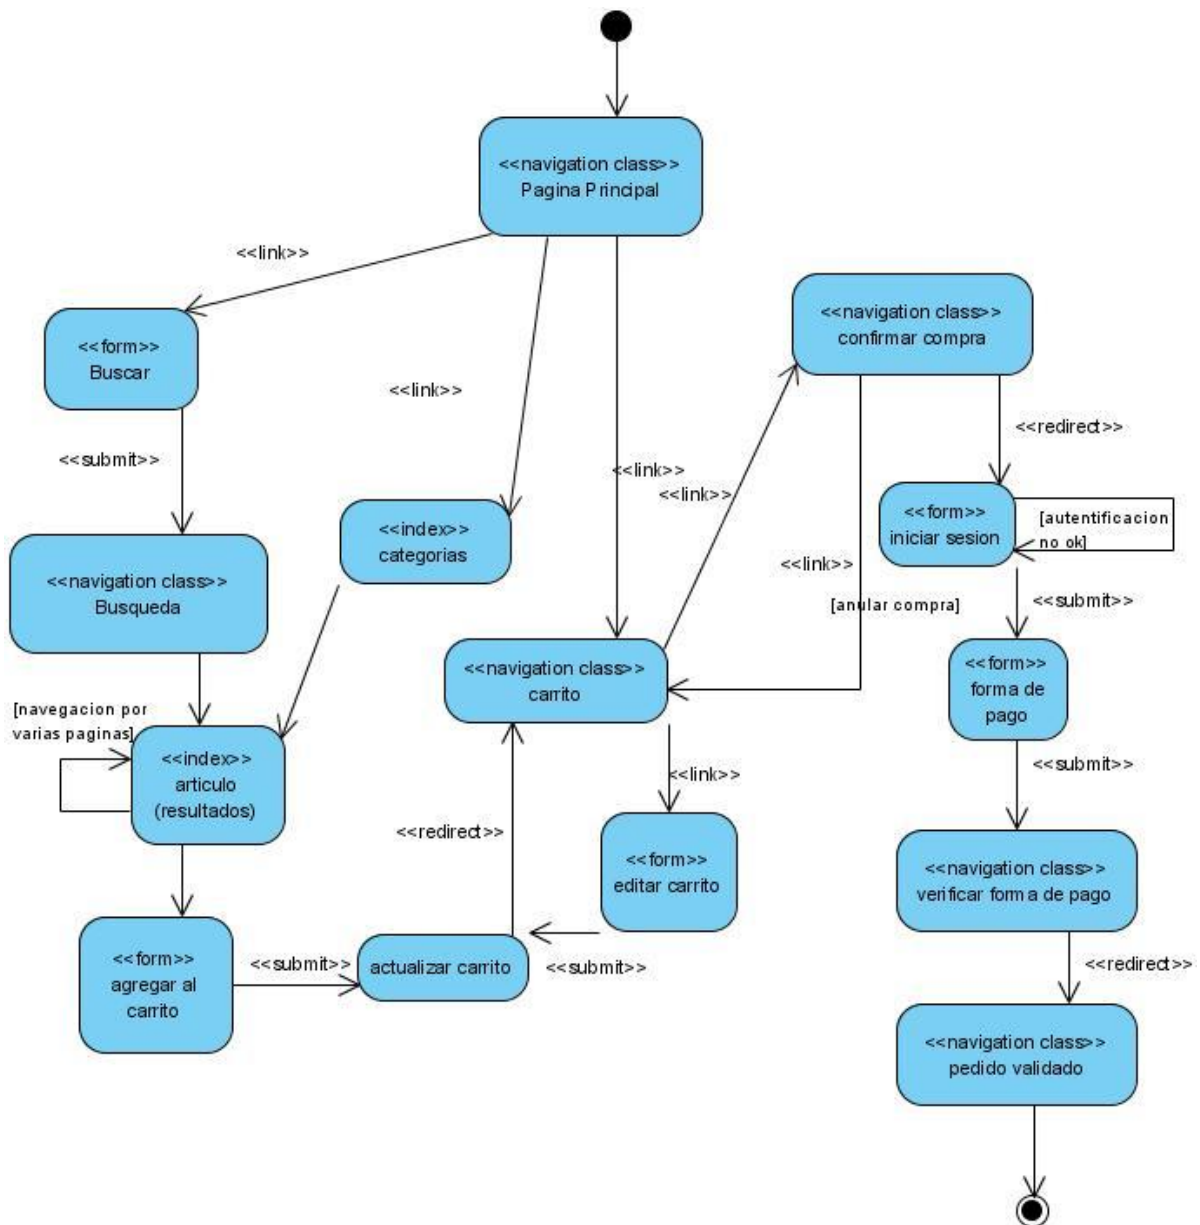 <<navigation class>>
Pagina Principal
<<link>>
<<navigation class>>
confirmar compra
<<form>>
Buscar
<<link>>
<<redirect>>
<<submit>>
<<link>>
<<link>>
<<form>>
iniciar sesion
[autentificacion
no ok]
<<index>>
categorias
<<navigation class>>
Busqueda
<<link>>
[anular compra]
<<submit>>
<<navigation class>>
carrito
<<form>>
forma de
pago
[navegacion por
varias paginas]
<<index>>
articulo
(resultados)
<<link>>
<<submit>>
<<redirect>>
<<form>>
editar carrito
<<navigation class>>
verificar forma de pago
<<form>>
agregar al
carrito
<<submit>>
actualizar carrito
<<submit>>
<<redirect>>
<<navigation class>>
pedido validado